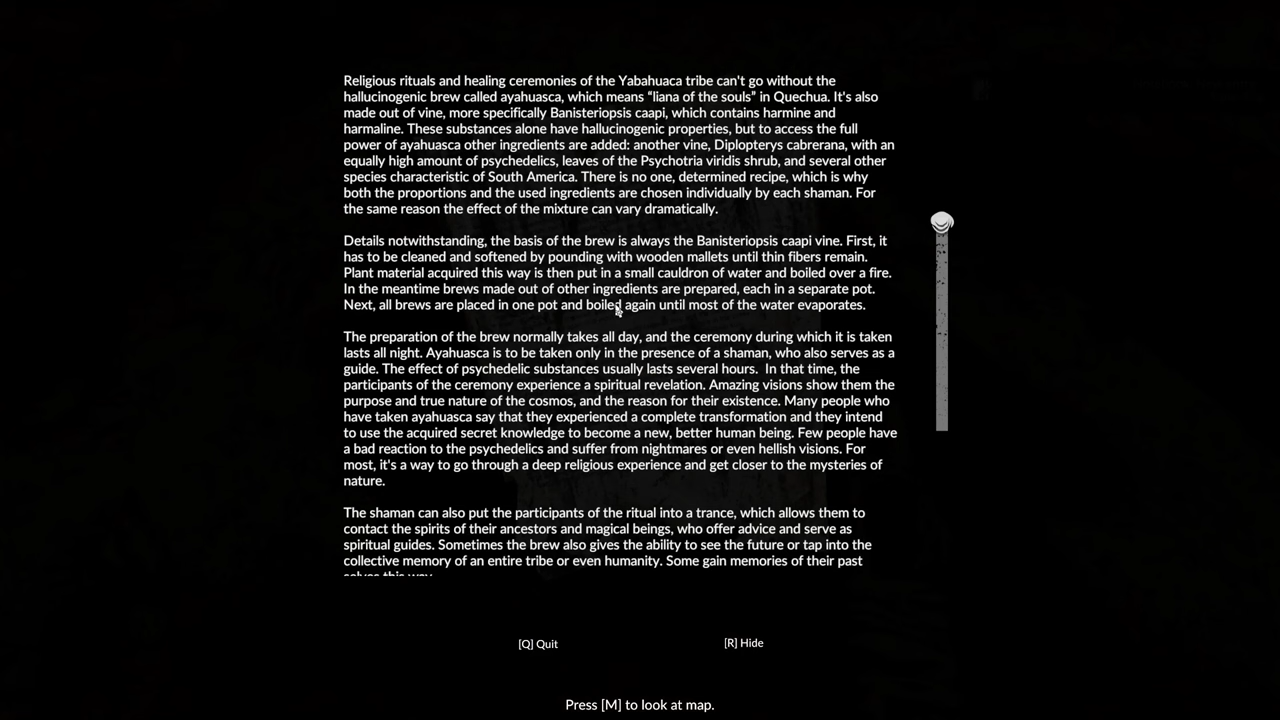 Religious rituals and healing ceremonies of the Yabahuaca tribe can't go without the
hallucinogenic brew called ayahuasca, which means “liana of the souls” in Quechua. It's also
made out of vine, more specifically Banisteriopsis caapi, which contains harmine and
harmaline. These substances alone have hallucinogenic properties, but to access the full
power of ayahuasca other ingredients are added: another vine, Diplopterys cabrerana, with an
equally high amount of psychedelics, leaves of the Psychotria viridis shrub, and several other
species characteristic of South America. There is no one, determined recipe, which is why
both the proportions and the used ingredients are chosen individually by each shaman. For
the same reason the effect of the mixture can vary dramatically.
Details notwithstanding, the basis of the brew is always the Banisteriopsis caapi vine. First, it
has to be cleaned and softened by pounding with wooden mallets until thin fibers remain.
Plant material acquired this way is then put in a small cauldron of water and boiled over a fire.
In the meantime brews made out of other ingredients are prepared, each in a separate pot.
Next, all brews are placed in one pot and boiled again until most of the water evaporates.
The preparation of the brew normally takes all day, and the ceremony during which it is taken
lasts all night. Ayahuasca is to be taken only in the presence of a shaman, who also serves as a
guide. The effect of psychedelic substances usually lasts several hours.  In that time, the
participants of the ceremony experience a spiritual revelation. Amazing visions show them the
purpose and true nature of the cosmos, and the reason for their existence. Many people who
have taken ayahuasca say that they experienced a complete transformation and they intend
to use the acquired secret knowledge to become a new, better human being. Few people have
a bad reaction to the psychedelics and suffer from nightmares or even hellish visions. For
most, it's a way to go through a deep religious experience and get closer to the mysteries of
nature.
The shaman can also put the participants of the ritual into a trance, which allows them to
contact the spirits of their ancestors and magical beings, who offer advice and serve as
spiritual guides. Sometimes the brew also gives the ability to see the future or tap into the
collective memory of an entire tribe or even humanity. Some gain memories of their past
selves this way.
[Q] Quit
[R] Hide
Press [M] to look at map.